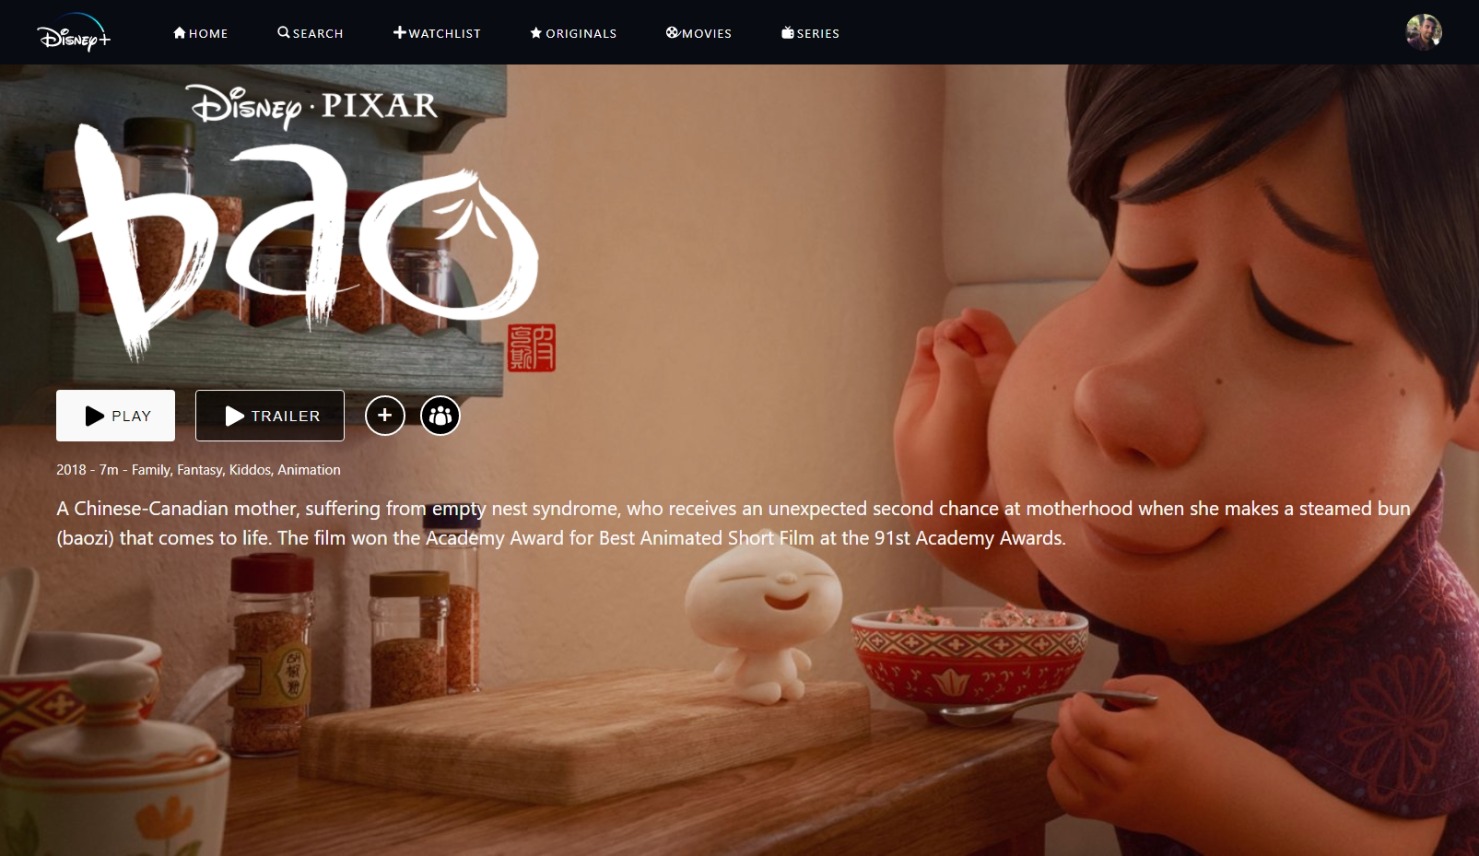 Disney+
HOME
SEARCH
WATCHLIST
ORIGINALS
MOVIES
SERIES
Disney · PIXAR
bao
PLAY
TRAILER
2018 - 7m - Family, Fantasy, Kiddos, Animation
A Chinese-Canadian mother, suffering from empty nest syndrome, who receives an unexpected second chance at motherhood when she makes a steamed bun
(baozi) that comes to life. The film won the Academy Award for Best Animated Short Film at the 91st Academy Awards.